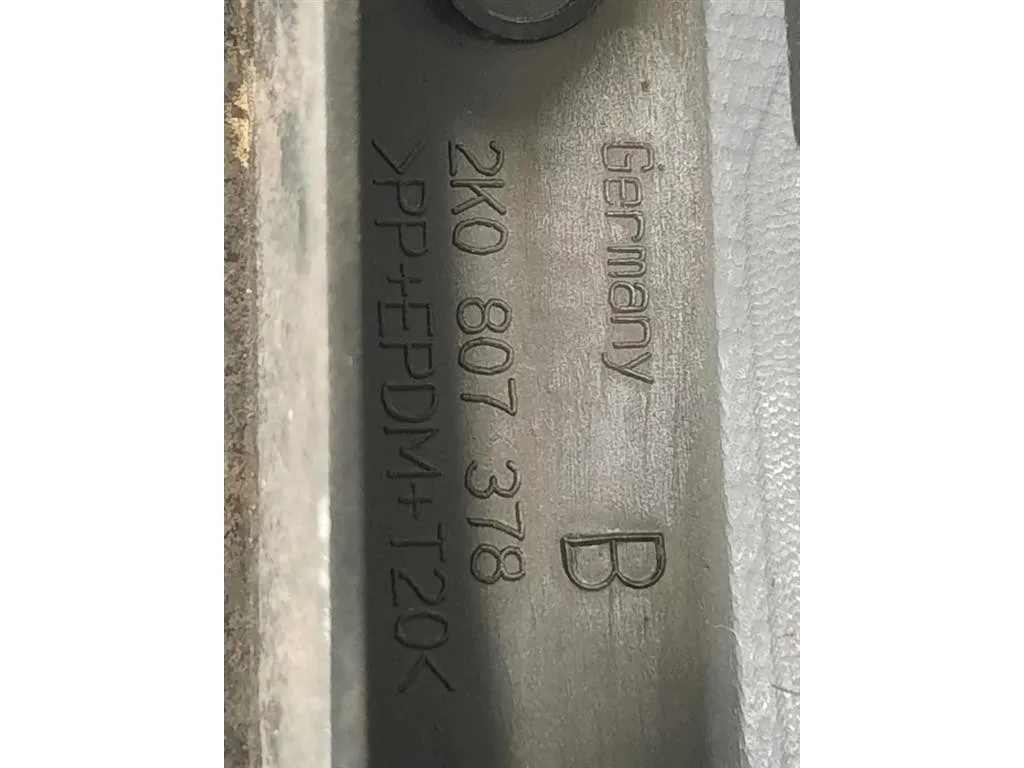 Germany
B
2K0 807 378
>PP+EPDM+T20<